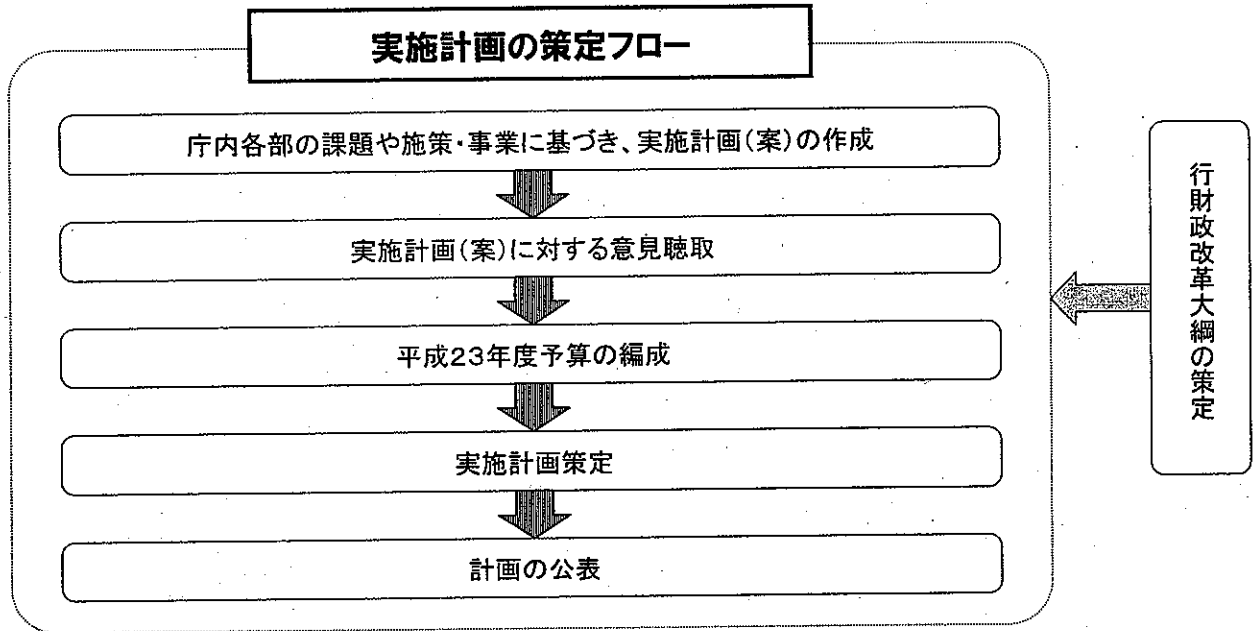 実施計画の策定フロー
庁内各部の課題や施策・事業に基づき、実施計画(案)の作成
実施計画(案)に対する意見聴取
平成23年度予算の編成
実施計画策定
計画の公表
行財政改革大綱の策定